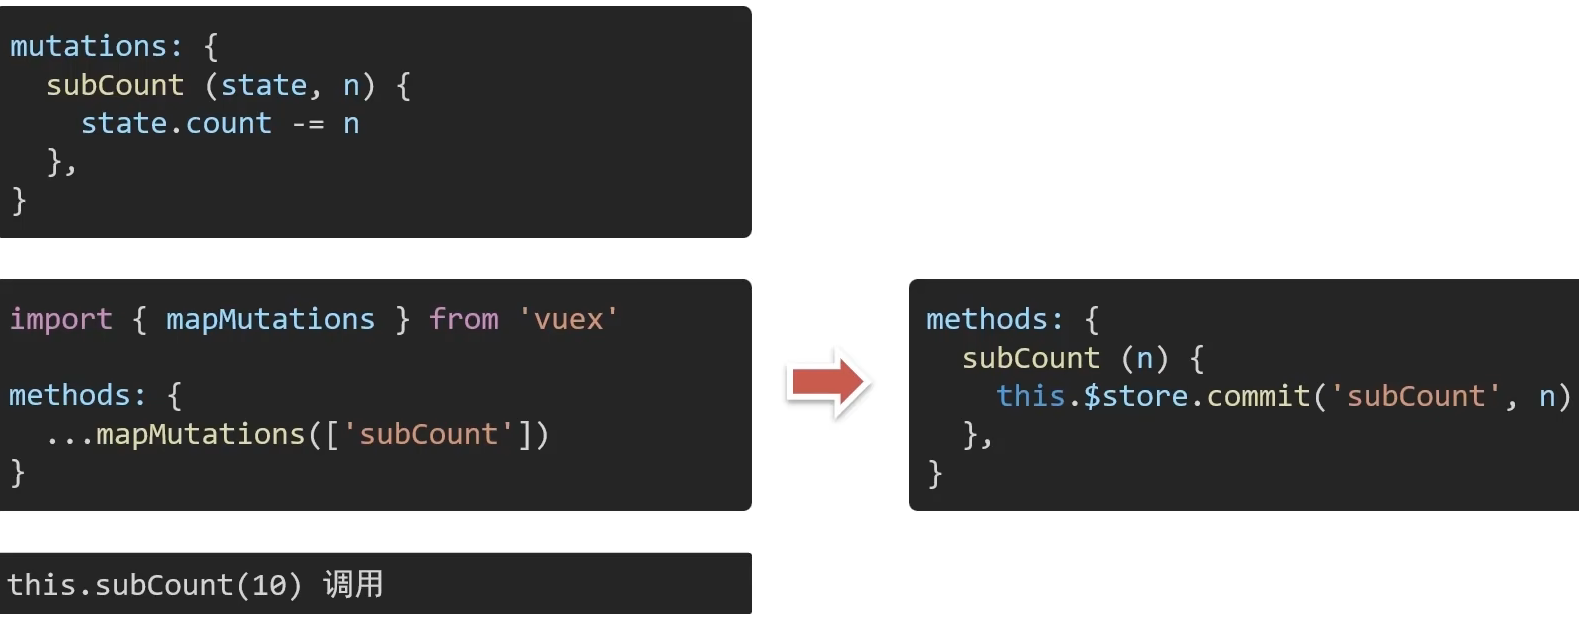 mutations: {
  subCount (state, n) {
    state.count -= n
  },
}
import { mapMutations } from 'vuex'
methods: {
  ...mapMutations(['subCount'])
}
methods: {
  subCount (n) {
    this.$store.commit('subCount', n)
  },
}
this.subCount(10) 调用